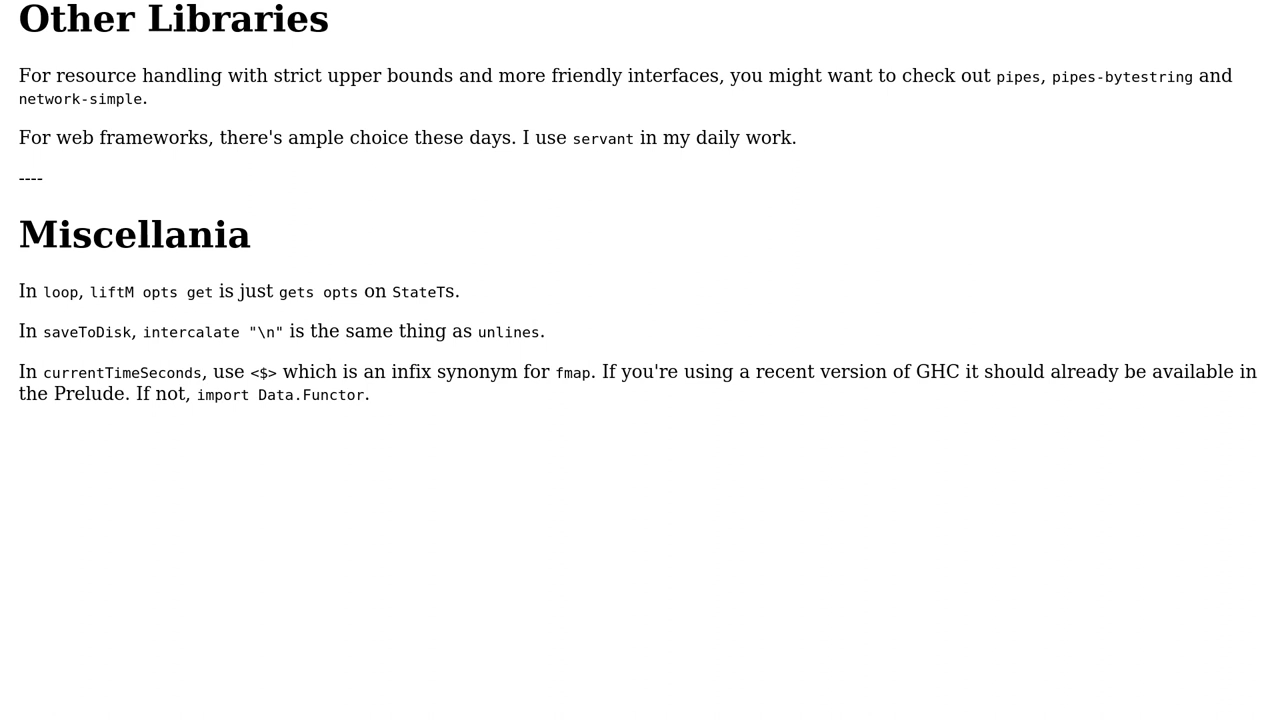 Other Libraries
For resource handling with strict upper bounds and more friendly interfaces, you might want to check out pipes, pipes-bytestring and
network-simple.
For web frameworks, there's ample choice these days. I use servant in my daily work.
----
Miscellania
In loop, liftM opts get is just gets opts on StateTs.
In saveToDisk, intercalate "\n" is the same thing as unlines.
In currentTimeSeconds, use <$> which is an infix synonym for fmap. If you're using a recent version of GHC it should already be available in
the Prelude. If not, import Data.Functor.